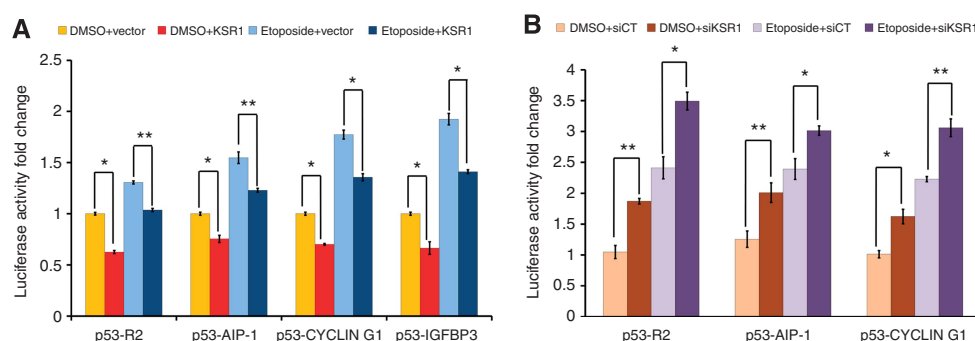 A
DMSO+vector DMSO+KSR1 Etoposide+vector Etoposide+KSR1
Luciferase activity fold change
2.5
2
1.5
1
0.5
0
* ** * ** * * * *
p53-R2 p53-AIP-1 p53-CYCLIN G1 p53-IGFBP3
B
DMSO+siCT DMSO+siKSR1 Etoposide+siCT Etoposide+siKSR1
Luciferase activity fold change
4
3.5
3
2.5
2
1.5
1
0.5
0
** * ** * * **
p53-R2 p53-AIP-1 p53-CYCLIN G1